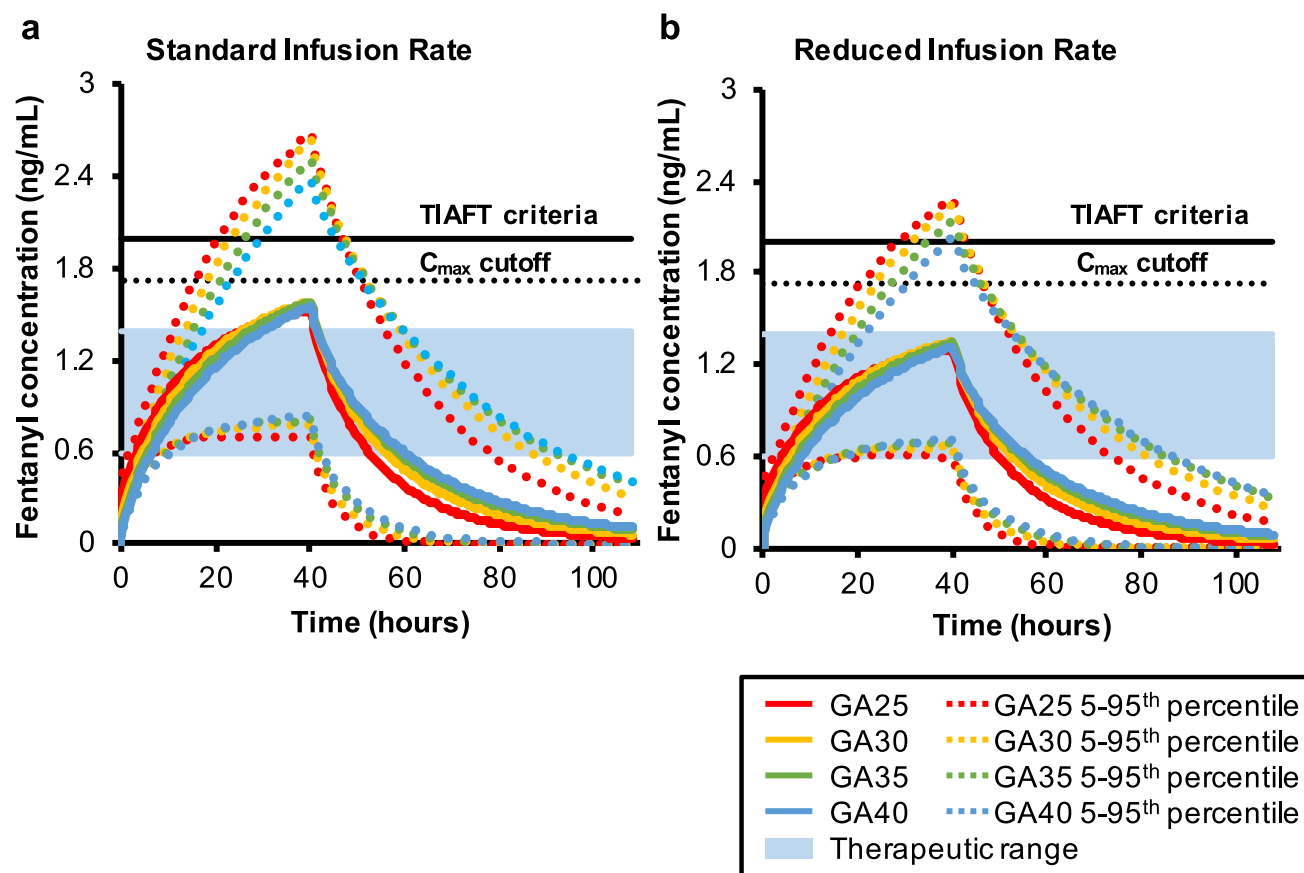 a
Standard Infusion Rate
Fentanyl concentration (ng/mL)
3
2.4
1.8
1.2
0.6
0
TIAFT criteria
Cmax cutoff
0 20 40 60 80 100
Time (hours)
b
Reduced Infusion Rate
Fentanyl concentration (ng/mL)
3
2.4
1.8
1.2
0.6
0
TIAFT criteria
Cmax cutoff
0 20 40 60 80 100
Time (hours)
GA25 GA25 5-95th percentile
GA30 GA30 5-95th percentile
GA35 GA35 5-95th percentile
GA40 GA40 5-95th percentile
Therapeutic range